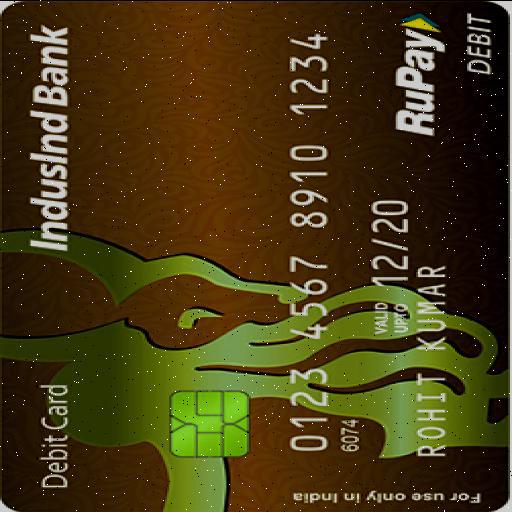 Debit Card
IndusInd Bank
0123 4567 8910 1234
6074
VALID
UPTO
12/20
ROHIT KUMAR
RuPay
DEBIT
For use only in India